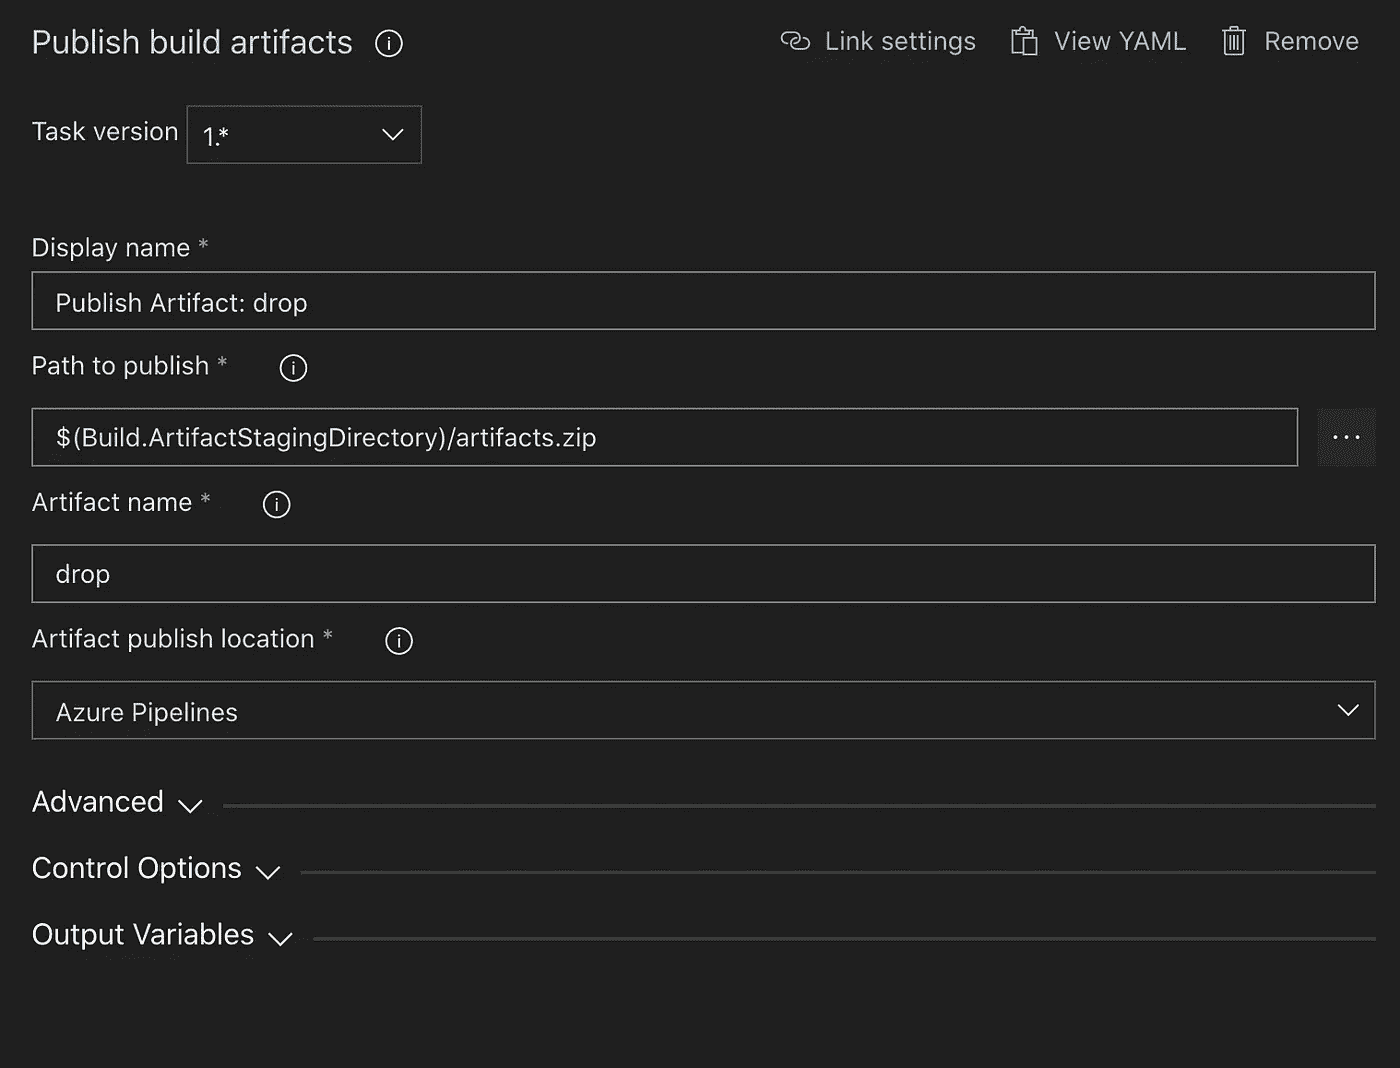 Publish build artifacts
Link settings
View YAML
Remove
Task version 1.*
Display name *
Publish Artifact: drop
Path to publish *
$(Build.ArtifactStagingDirectory)/artifacts.zip
Artifact name *
drop
Artifact publish location *
Azure Pipelines
Advanced
Control Options
Output Variables